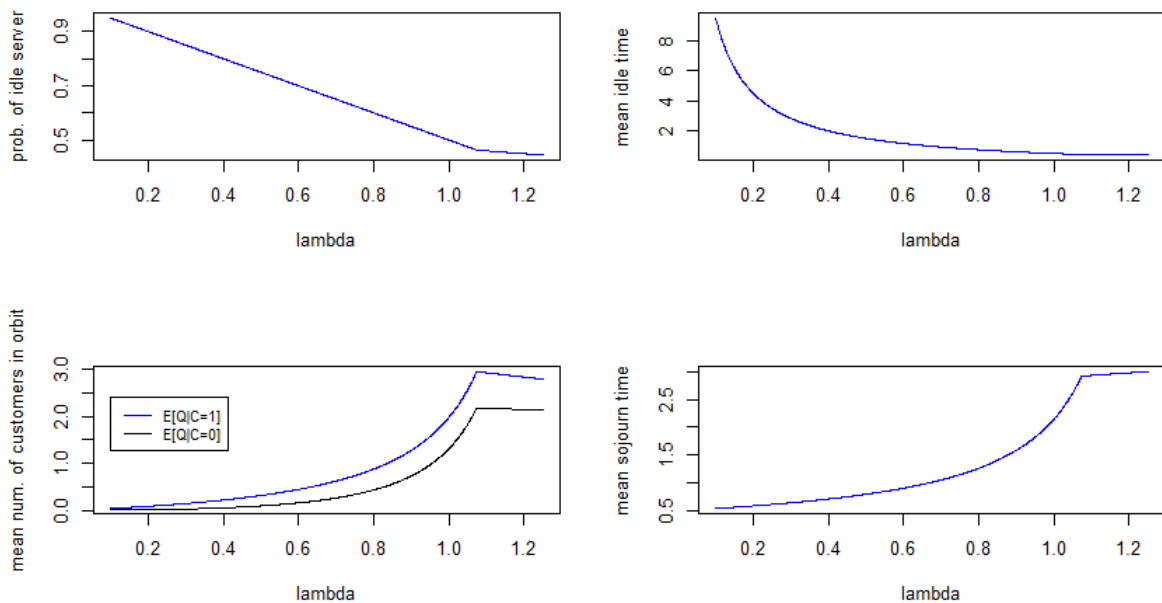 prob. of idle server
0.9
0.7
0.5
0.2 0.4 0.6 0.8 1.0 1.2
lambda
mean idle time
8
6
4
2
0.2 0.4 0.6 0.8 1.0 1.2
lambda
mean num. of customers in orbit
3.0
2.0
1.0
0.0
E[Q|C=1]
E[Q|C=0]
0.2 0.4 0.6 0.8 1.0 1.2
lambda
mean sojourn time
2.5
1.5
0.5
0.2 0.4 0.6 0.8 1.0 1.2
lambda